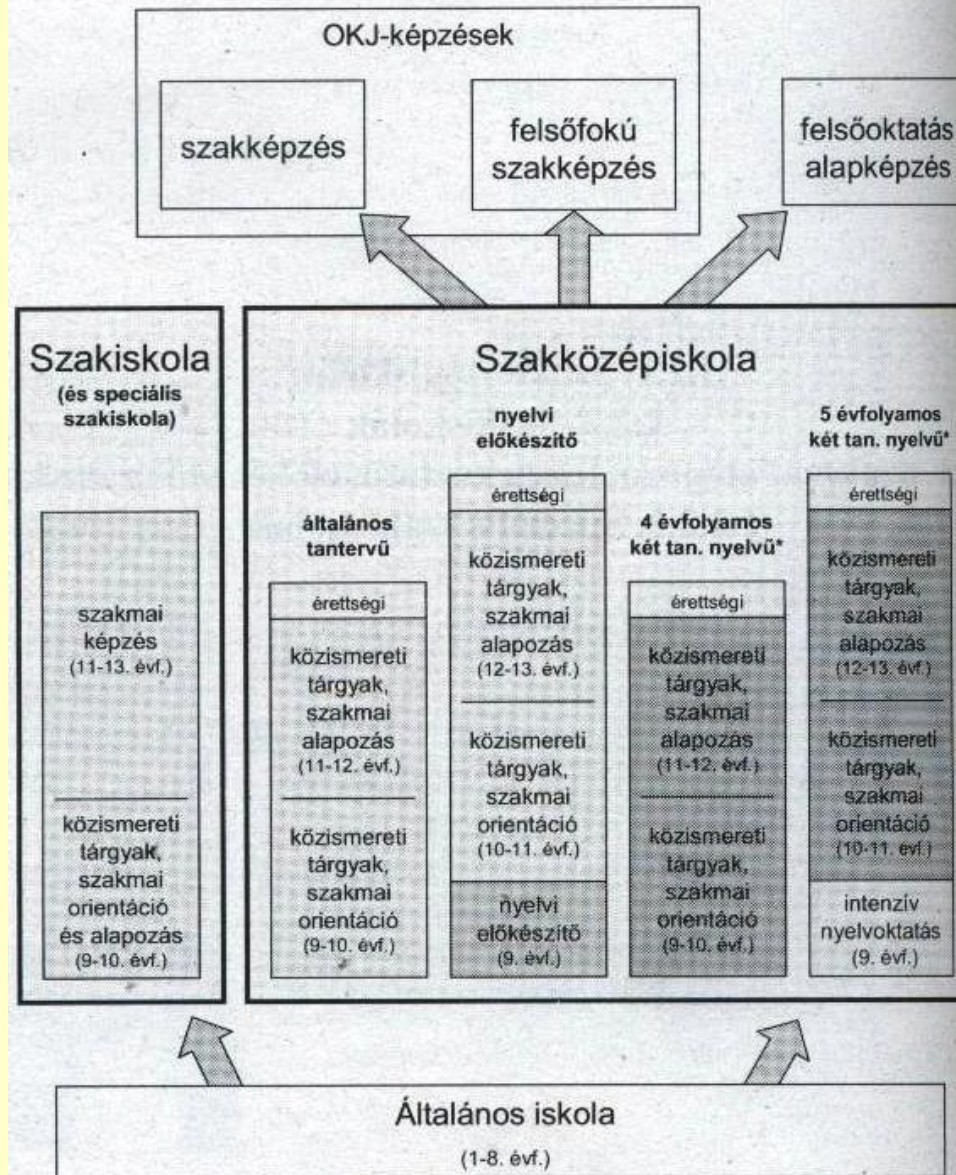 OKJ-képzések
szakképzés
felsőfokú
szakképzés
felsőoktatás
alapképzés
Szakiskola
(és speciális
szakiskola)
szakmai
képzés
(11-13. évf.)
közismereti
tárgyak,
szakmai
orientáció
és alapozás
(9-10. évf.)
Szakközépiskola
általános
tantervű
érettségi
közismereti
tárgyak,
szakmai
alapozás
(11-12. évf.)
közismereti
tárgyak,
szakmai
orientáció
(9-10. évf.)
nyelvi
előkészítő
érettségi
közismereti
tárgyak,
szakmai
alapozás
(12-13. évf.)
közismereti
tárgyak,
szakmai
orientáció
(10-11. évf.)
nyelvi
előkészítő
(9. évf.)
4 évfolyamos
két tan. nyelvű*
érettségi
közismereti
tárgyak,
szakmai
alapozás
(11-12. évf.)
közismereti
tárgyak,
szakmai
orientáció
(9-10. évf.)
5 évfolyamos
két tan. nyelvű*
érettségi
közismereti
tárgyak,
szakmai
alapozás
(12-13. évf.)
közismereti
tárgyak,
szakmai
orientáció
(10-11. évf.)
intenzív
nyelvoktatás
(9. évf.)
Általános iskola
(1-8. évf.)